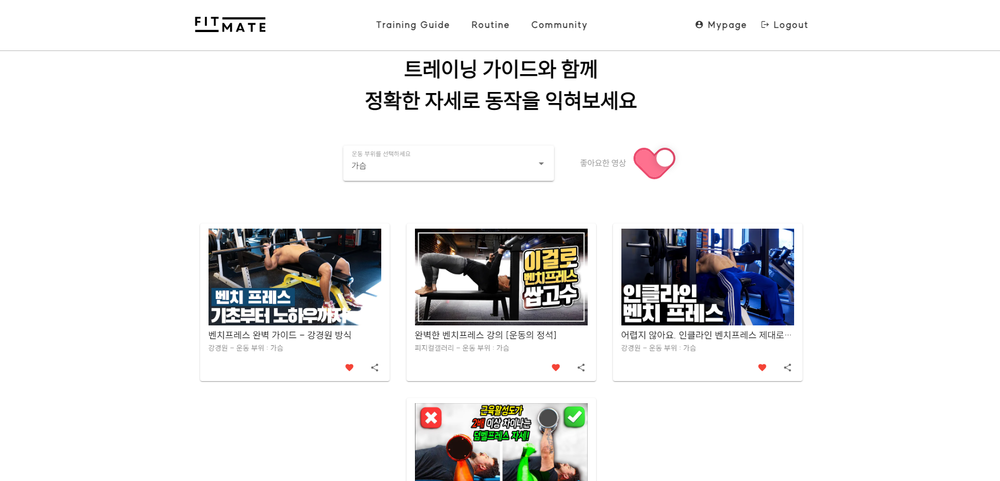 FIT MATE
Training Guide
Routine
Community
Mypage
Logout
트레이닝 가이드와 함께
정확한 자세로 동작을 익혀보세요
운동 부위를 선택하세요
가슴
좋아요한 영상
벤치 프레스
기초부터 노하우까지
이걸로
벤치프레스
쌉고수
인클라인
벤치 프레스
벤치프레스 완벽 가이드 - 강경원 방식
강경원 - 운동 부위 : 가슴
완벽한 벤치프레스 강의 [운동의 정석]
피지컬갤러리 - 운동 부위 : 가슴
어렵지 않아요. 인클라인 벤치프레스 제대로…
강경원 - 운동 부위 : 가슴
근육활성도가
2배 이상 차이나는
덤벨프레스 자세!